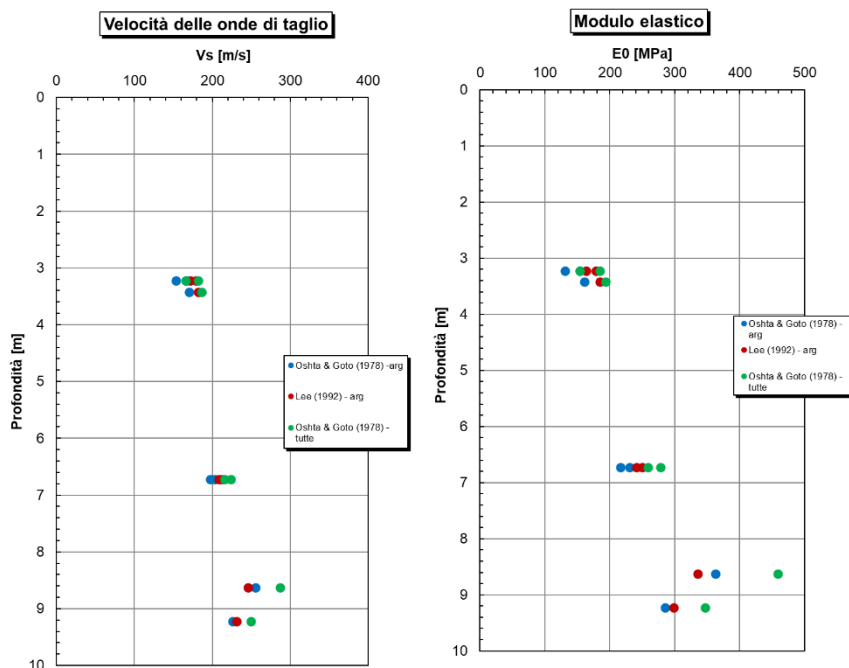 Velocità delle onde di taglio
Vs [m/s]
0 100 200 300 400
0
1
2
3
4
5
6
7
8
9
10
Profondità [m]
Oshta & Goto (1978) -arg
Lee (1992) - arg
Oshta & Goto (1978) -
tutte
Modulo elastico
E0 [MPa]
0 100 200 300 400 500
0
1
2
3
4
5
6
7
8
9
10
Profondità [m]
Oshta & Goto (1978) -
arg
Lee (1992) - arg
Oshta & Goto (1978) -
tutte